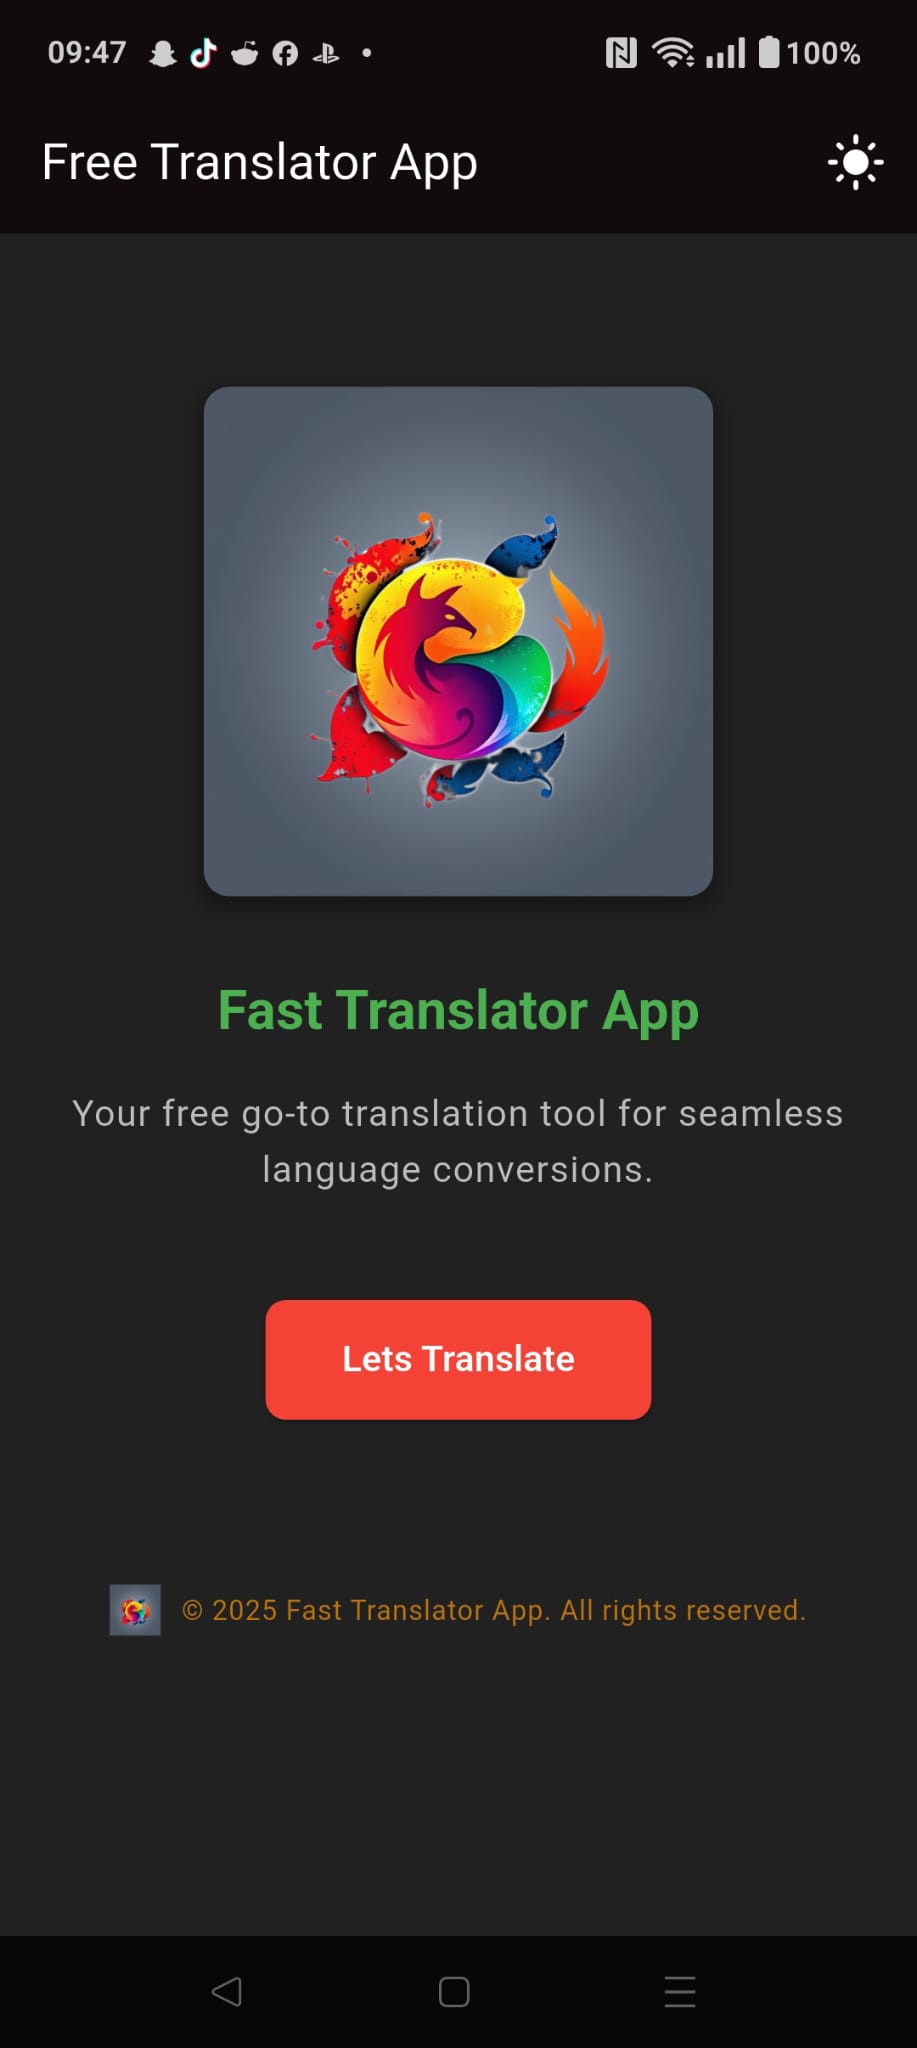 09:47
100%
Free Translator App
Fast Translator App
Your free go-to translation tool for seamless
language conversions.
Lets Translate
© 2025 Fast Translator App. All rights reserved.